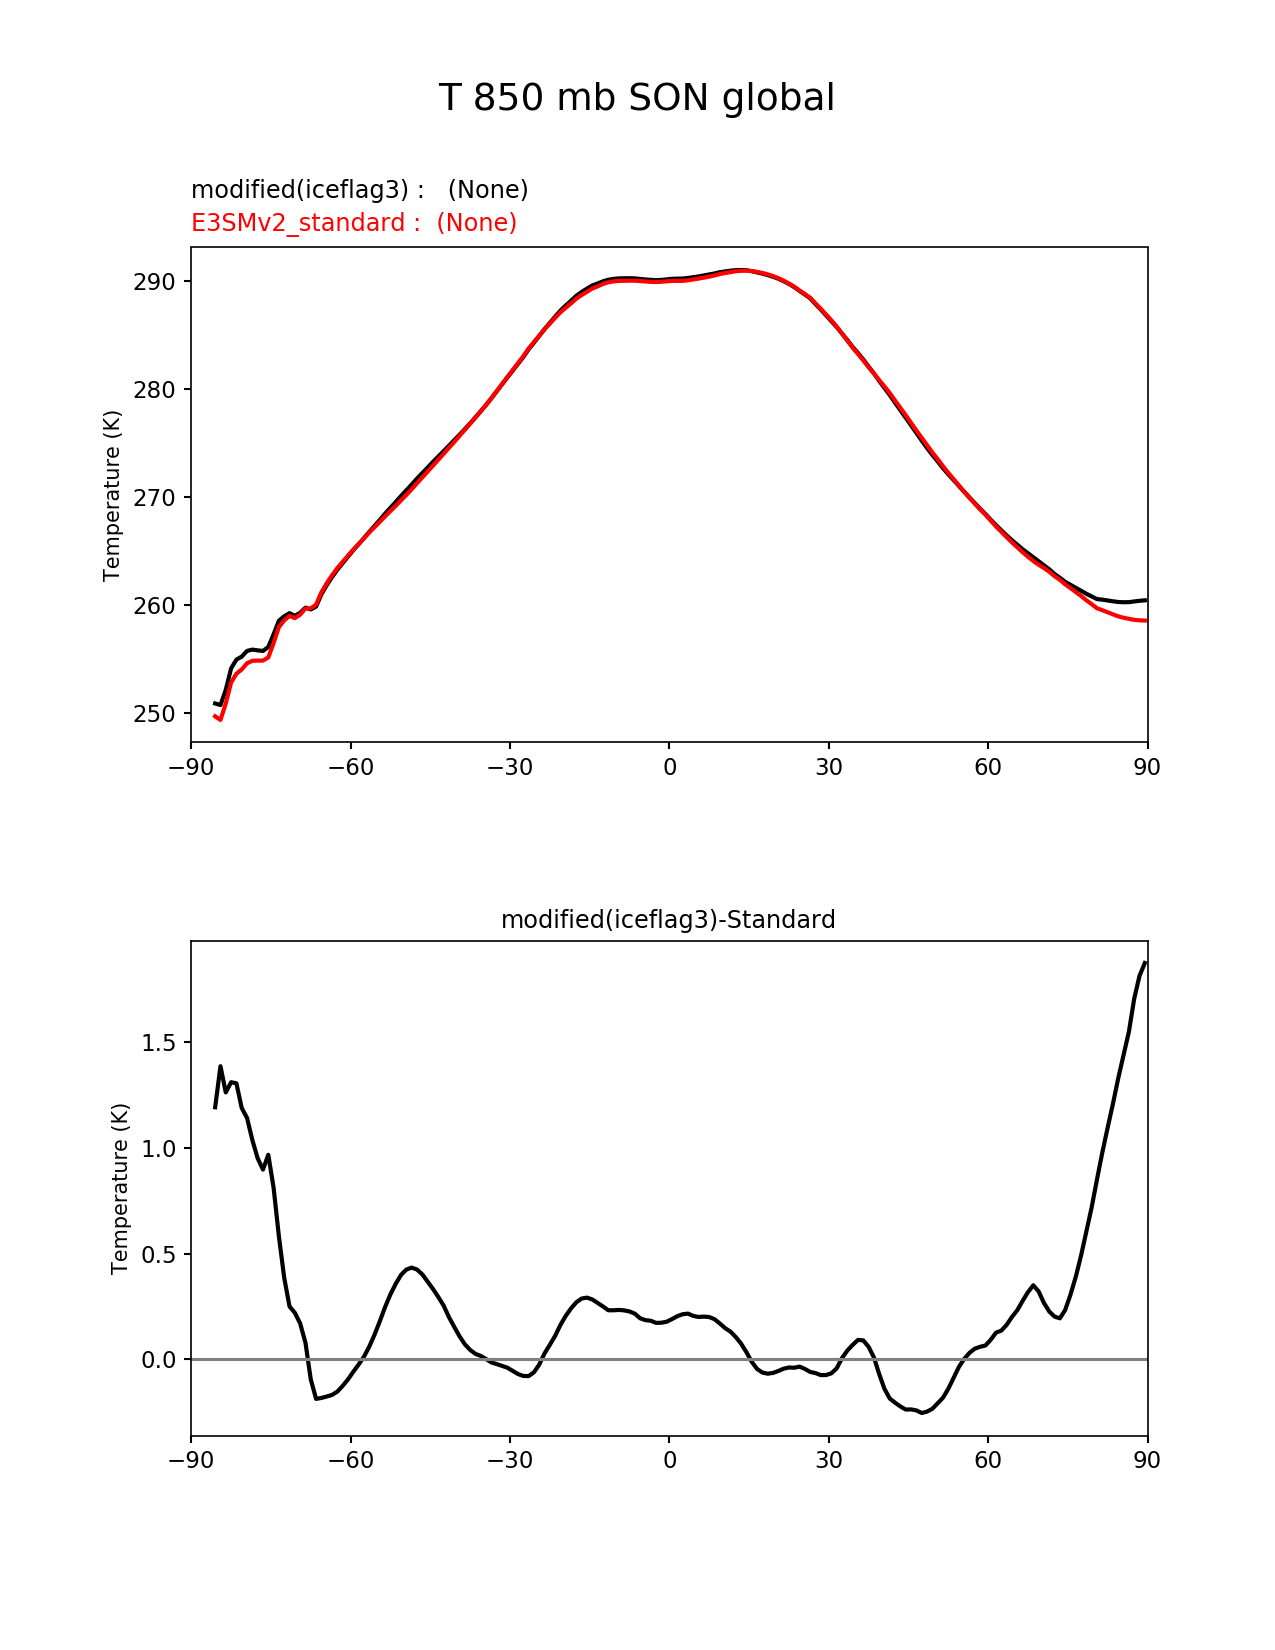 T 850 mb SON global
modified(iceflag3) :   (None)
E3SMv2_standard :  (None)
Temperature (K)
290
280
270
260
250
−90 −60 −30 0 30 60 90
modified(iceflag3)-Standard
Temperature (K)
1.5
1.0
0.5
0.0
−90 −60 −30 0 30 60 90